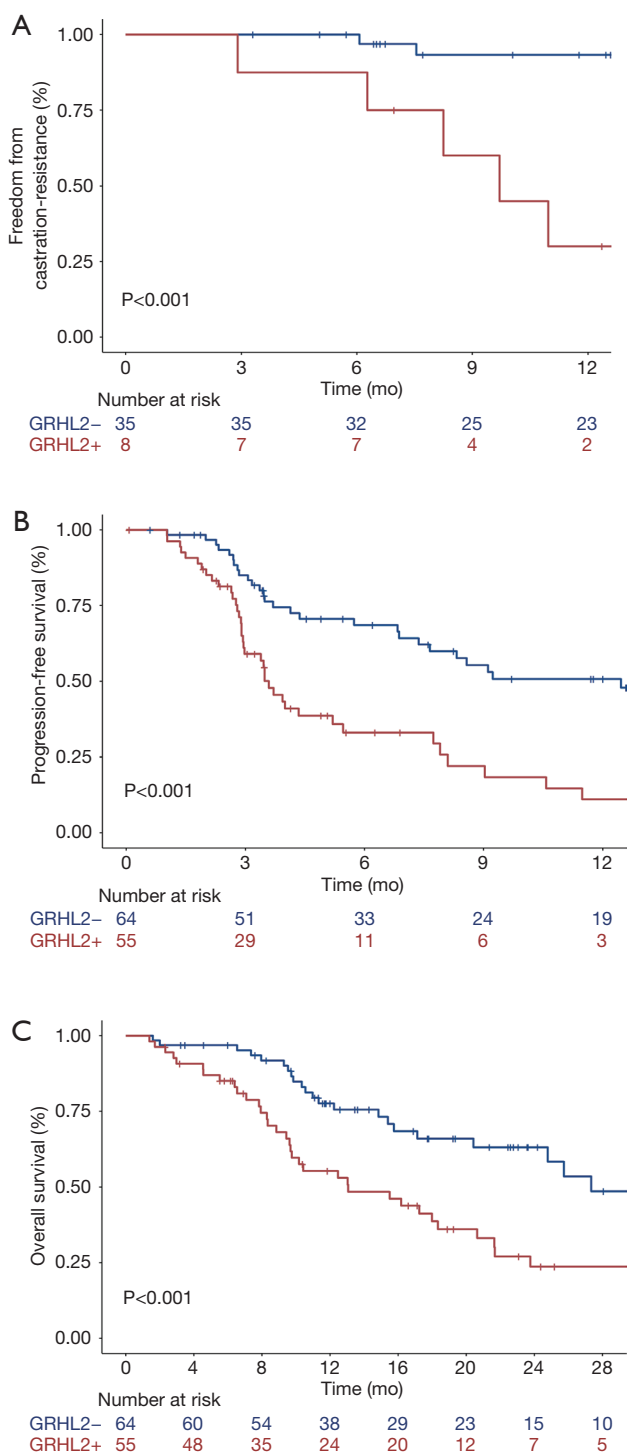 A
Freedom from
castration-resistance (%)
1.00
0.75
0.50
0.25
0.00
P<0.001
0 3 6 9 12
Time (mo)
Number at risk
GRHL2– 35 35 32 25 23
GRHL2+ 8 7 7 4 2
B
Progression-free survival (%)
1.00
0.75
0.50
0.25
0.00
P<0.001
0 3 6 9 12
Time (mo)
Number at risk
GRHL2– 64 51 33 24 19
GRHL2+ 55 29 11 6 3
C
Overall survival (%)
1.00
0.75
0.50
0.25
0.00
P<0.001
0 4 8 12 16 20 24 28
Time (mo)
Number at risk
GRHL2– 64 60 54 38 29 23 15 10
GRHL2+ 55 48 35 24 20 12 7 5